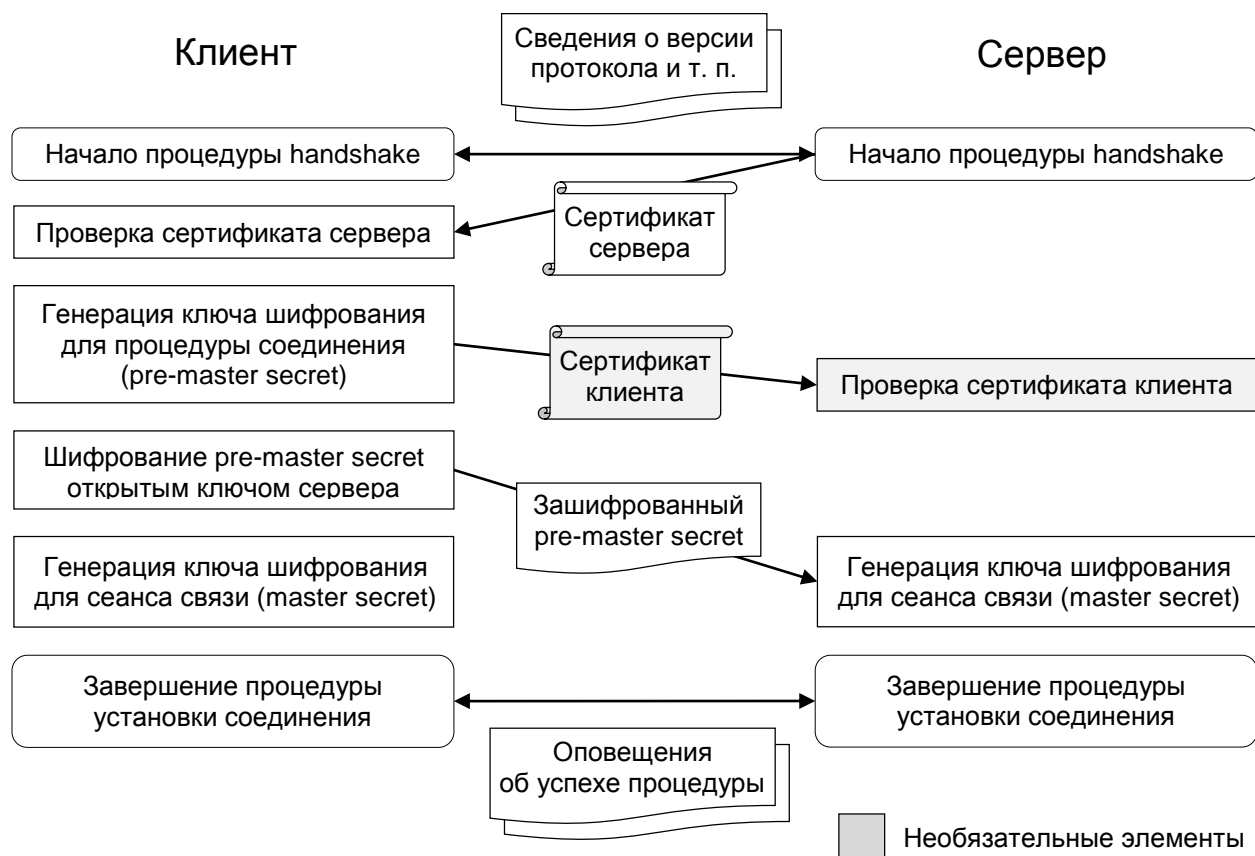 Клиент
Сведения о версии
протокола и т. п.
Сервер
Начало процедуры handshake
Начало процедуры handshake
Сертификат
сервера
Проверка сертификата сервера
Генерация ключа шифрования
для процедуры соединения
(pre-master secret)
Сертификат
клиента
Проверка сертификата клиента
Шифрование pre-master secret
открытым ключом сервера
Зашифрованный
pre-master secret
Генерация ключа шифрования
для сеанса связи (master secret)
Генерация ключа шифрования
для сеанса связи (master secret)
Завершение процедуры
установки соединения
Завершение процедуры
установки соединения
Оповещения
об успехе процедуры
Необязательные элементы